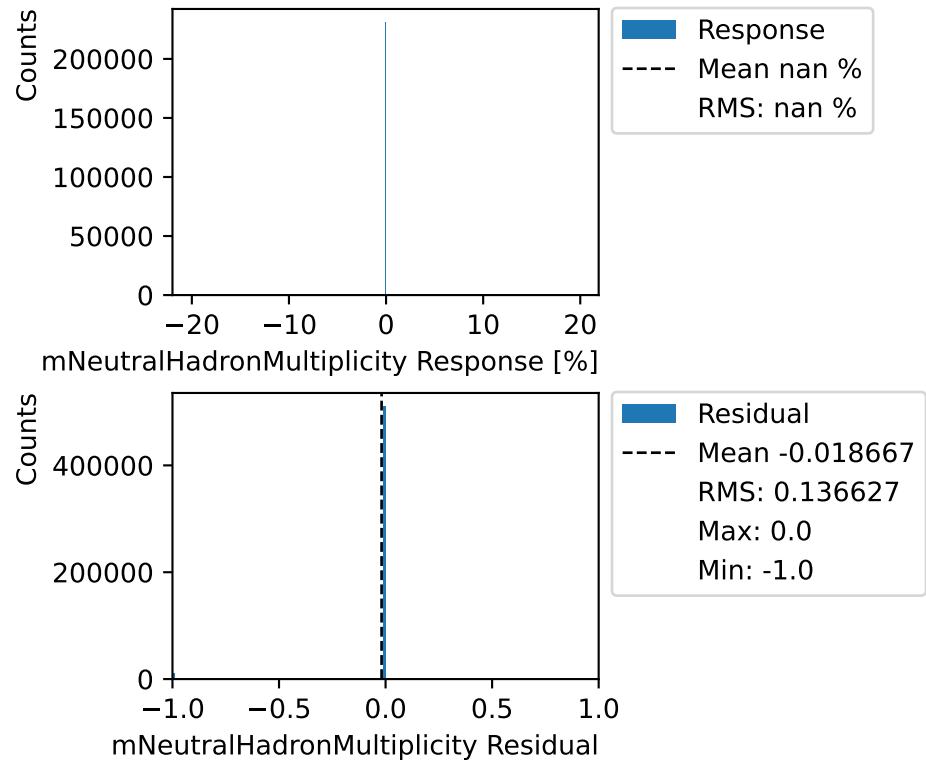 Counts
200000
150000
100000
50000
0
−20 −10 0 10 20
mNeutralHadronMultiplicity Response [%]
Response
Mean nan %
RMS: nan %
Counts
400000
200000
0
−1.0 −0.5 0.0 0.5 1.0
mNeutralHadronMultiplicity Residual
Residual
Mean -0.018667
RMS: 0.136627
Max: 0.0
Min: -1.0